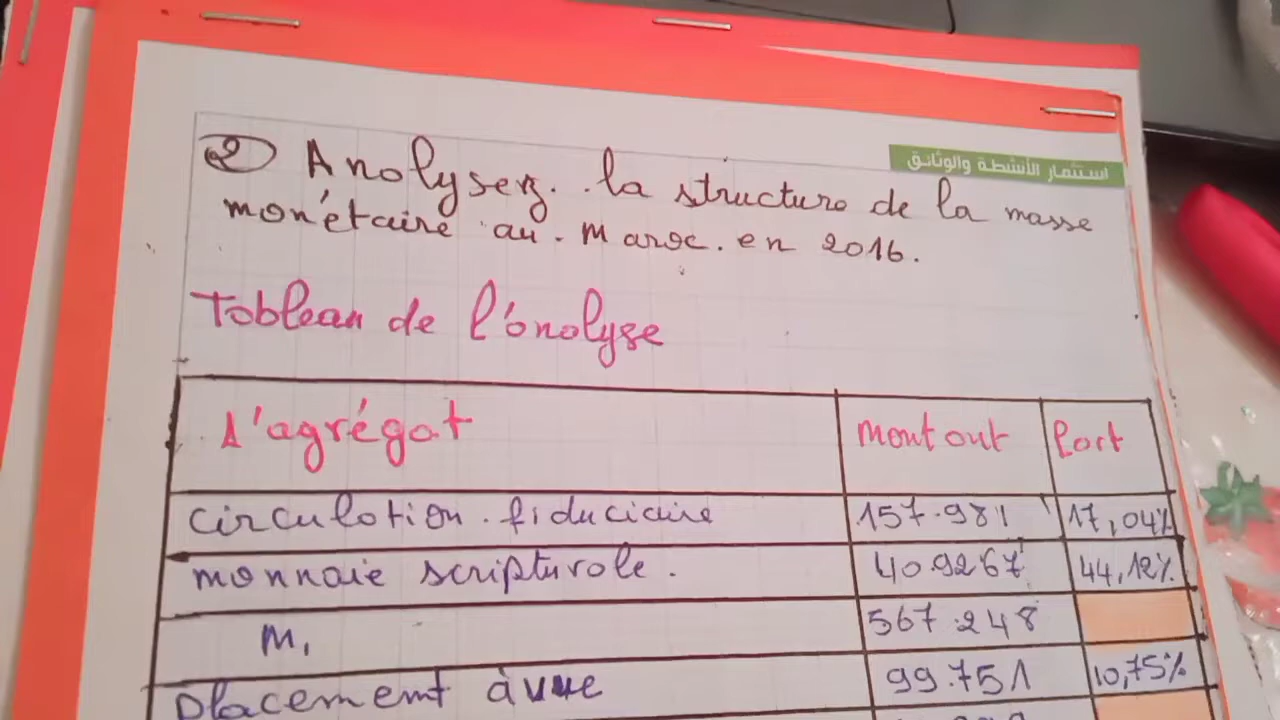 استثمار الأنشطة والوثائق
② Analysez la structure de la masse
monétaire au Maroc en 2016.
Tableau de l'analyse
L'agrégat Montant Part
circulation fiduciaire 157.981 17,04%
monnaie scripturale. 409267 44,12%
M1 567.248
placement à vue 99.751 10,75%